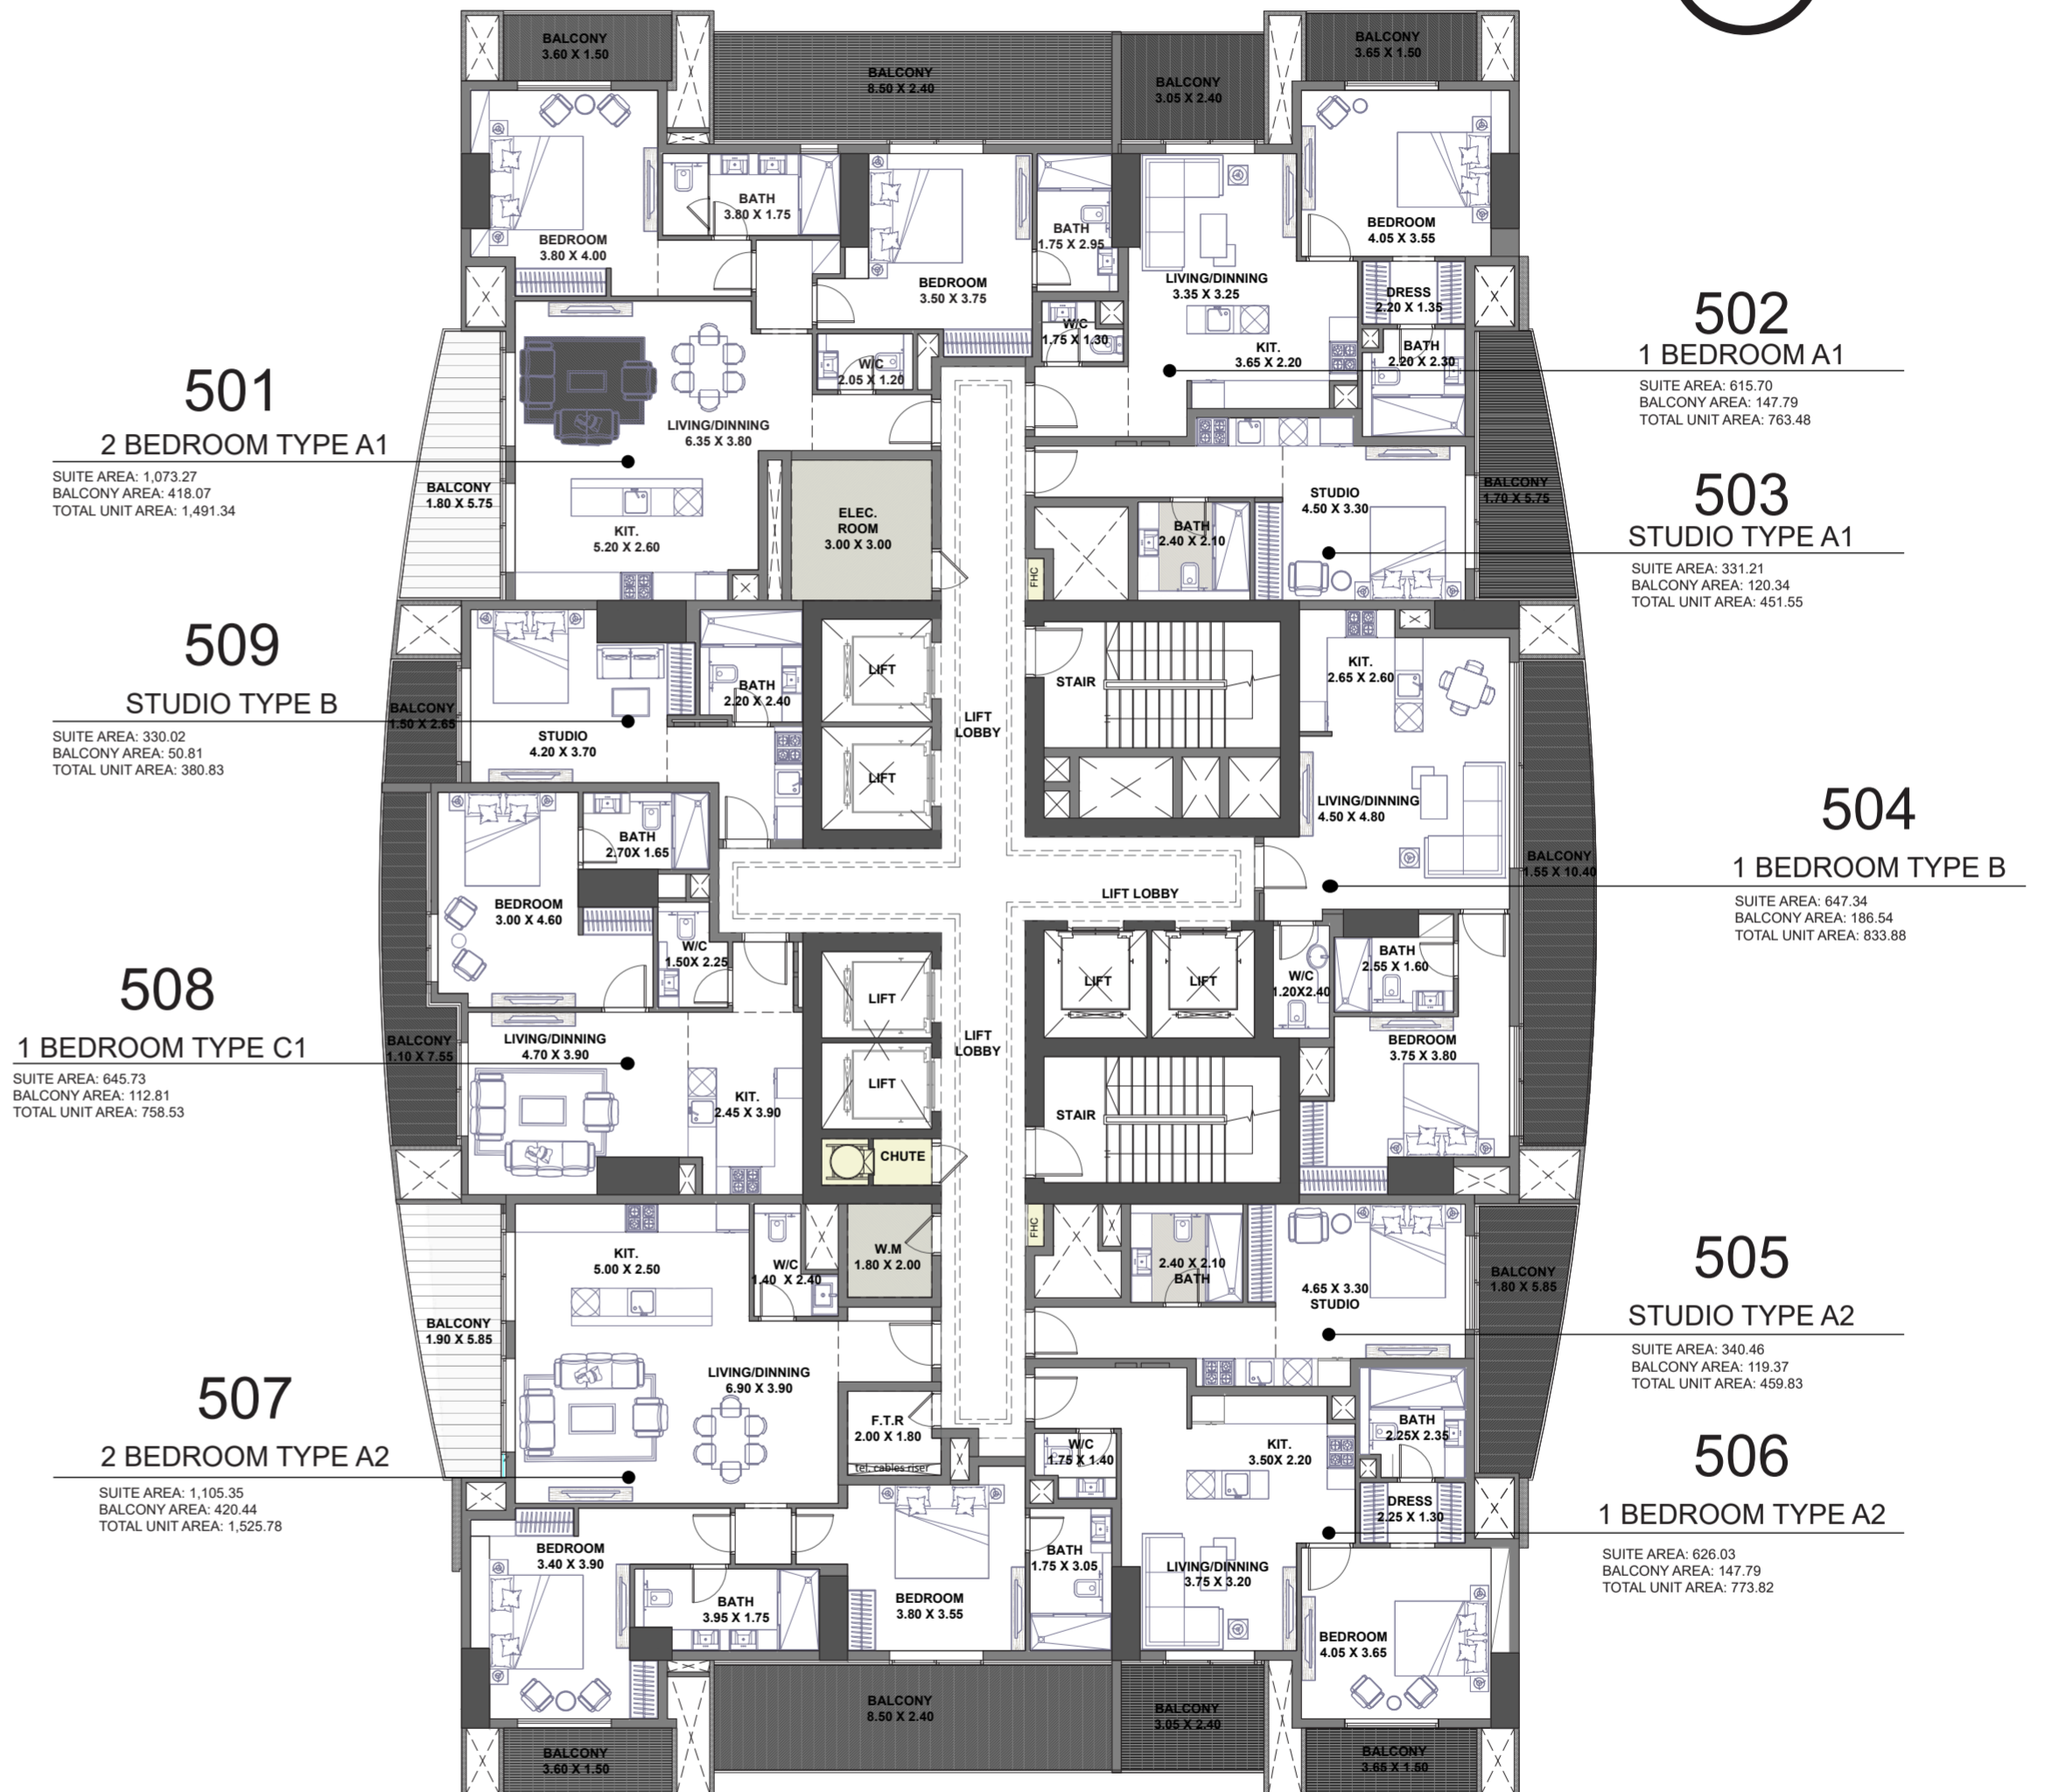 BALCONY
3.60 X 1.50
BALCONY
8.50 X 2.40
BALCONY
3.05 X 2.40
BALCONY
3.65 X 1.50
BATH
3.80 X 1.75
BEDROOM
3.80 X 4.00
BEDROOM
3.50 X 3.75
BATH
1.75 X 2.95
BEDROOM
4.05 X 3.55
LIVING/DINNING
3.35 X 3.25
DRESS
2.20 X 1.35
W/C
1.75 X 1.30
KIT.
3.65 X 2.20
BATH
2.20 X 2.30
W/C
2.05 X 1.20
502
1 BEDROOM A1
SUITE AREA: 615.70
BALCONY AREA: 147.79
TOTAL UNIT AREA: 763.48
501
2 BEDROOM TYPE A1
SUITE AREA: 1,073.27
BALCONY AREA: 418.07
TOTAL UNIT AREA: 1,491.34
LIVING/DINNING
6.35 X 3.80
BALCONY
1.80 X 5.75
KIT.
5.20 X 2.60
ELEC.
ROOM
3.00 X 3.00
FHC
BATH
2.40 X 2.10
STUDIO
4.50 X 3.30
BALCONY
1.70 X 5.75
503
STUDIO TYPE A1
SUITE AREA: 331.21
BALCONY AREA: 120.34
TOTAL UNIT AREA: 451.55
509
STUDIO TYPE B
SUITE AREA: 330.02
BALCONY AREA: 50.81
TOTAL UNIT AREA: 380.83
BALCONY
1.50 X 2.65
STUDIO
4.20 X 3.70
BATH
2.20 X 2.40
LIFT
LIFT
LIFT
LOBBY
STAIR
KIT.
2.65 X 2.60
LIVING/DINNING
4.50 X 4.80
BALCONY
1.55 X 10.40
504
1 BEDROOM TYPE B
SUITE AREA: 647.34
BALCONY AREA: 186.54
TOTAL UNIT AREA: 833.88
BATH
2.70X 1.65
BEDROOM
3.00 X 4.60
W/C
1.50X 2.25
LIFT LOBBY
LIFT
LIFT
W/C
1.20X2.40
BATH
2.55 X 1.60
BEDROOM
3.75 X 3.80
508
1 BEDROOM TYPE C1
SUITE AREA: 645.73
BALCONY AREA: 112.81
TOTAL UNIT AREA: 758.53
BALCONY
1.10 X 7.55
LIVING/DINNING
4.70 X 3.90
KIT.
2.45 X 3.90
LIFT
LIFT
LIFT
LOBBY
STAIR
CHUTE
KIT.
5.00 X 2.50
W/C
1.40 X 2.40
W.M
1.80 X 2.00
FHC
2.40 X 2.10
BATH
4.65 X 3.30
STUDIO
BALCONY
1.80 X 5.85
505
STUDIO TYPE A2
SUITE AREA: 340.46
BALCONY AREA: 119.37
TOTAL UNIT AREA: 459.83
BALCONY
1.90 X 5.85
LIVING/DINNING
6.90 X 3.90
507
2 BEDROOM TYPE A2
SUITE AREA: 1,105.35
BALCONY AREA: 420.44
TOTAL UNIT AREA: 1,525.78
F.T.R
2.00 X 1.80
tel. cables riser
W/C
1.75 X 1.40
KIT.
3.50X 2.20
BATH
2.25X 2.35
DRESS
2.25 X 1.30
506
1 BEDROOM TYPE A2
SUITE AREA: 626.03
BALCONY AREA: 147.79
TOTAL UNIT AREA: 773.82
BEDROOM
3.40 X 3.90
BATH
3.95 X 1.75
BEDROOM
3.80 X 3.55
BATH
1.75 X 3.05
LIVING/DINNING
3.75 X 3.20
BEDROOM
4.05 X 3.65
BALCONY
3.60 X 1.50
BALCONY
8.50 X 2.40
BALCONY
3.05 X 2.40
BALCONY
3.65 X 1.50